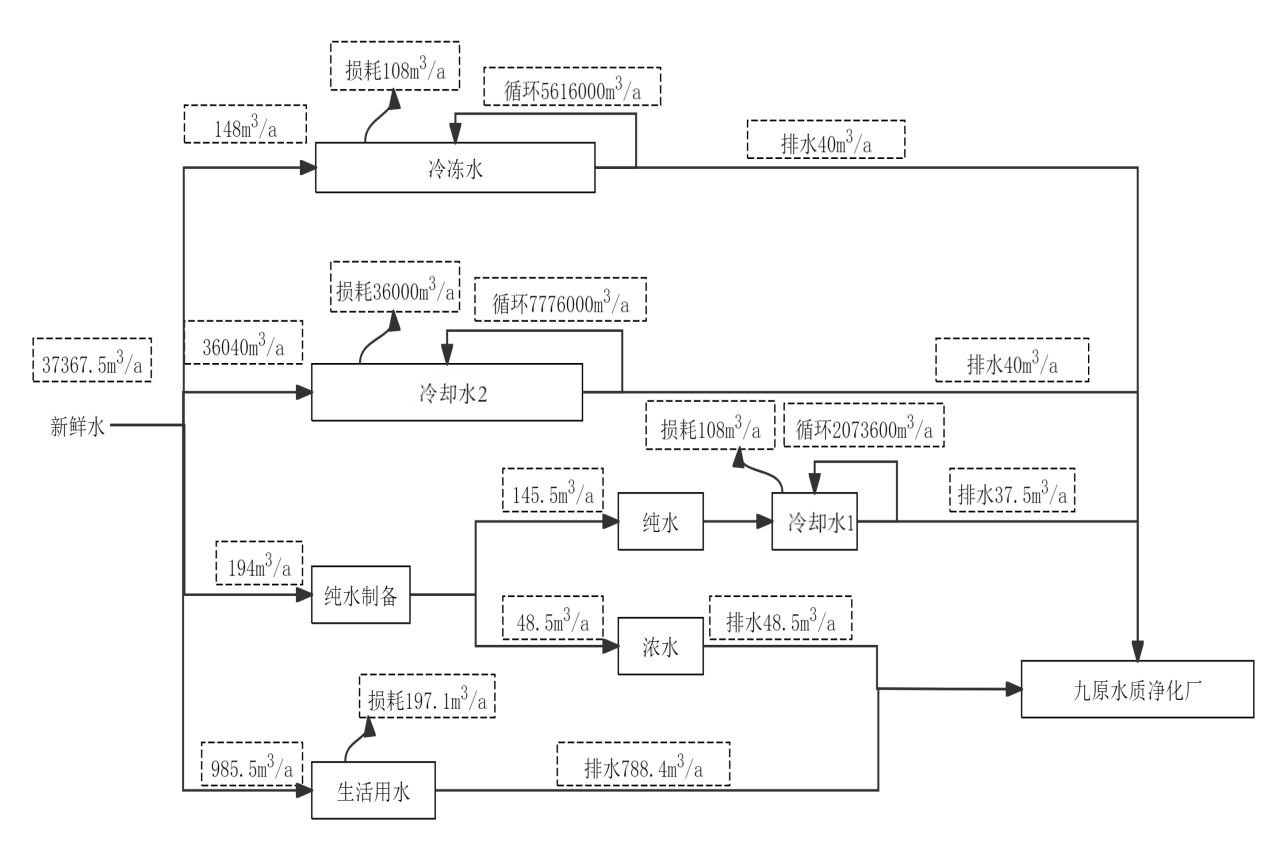 损耗108m³/a
循环5616000m³/a
148m³/a
排水40m³/a
冷冻水
损耗36000m³/a
循环7776000m³/a
36040m³/a
37367.5m³/a
排水40m³/a
冷却水2
新鲜水
损耗108m³/a
循环2073600m³/a
145.5m³/a
排水37.5m³/a
纯水
冷却水1
194m³/a
纯水制备
48.5m³/a
排水48.5m³/a
浓水
九原水质净化厂
损耗197.1m³/a
985.5m³/a
排水788.4m³/a
生活用水